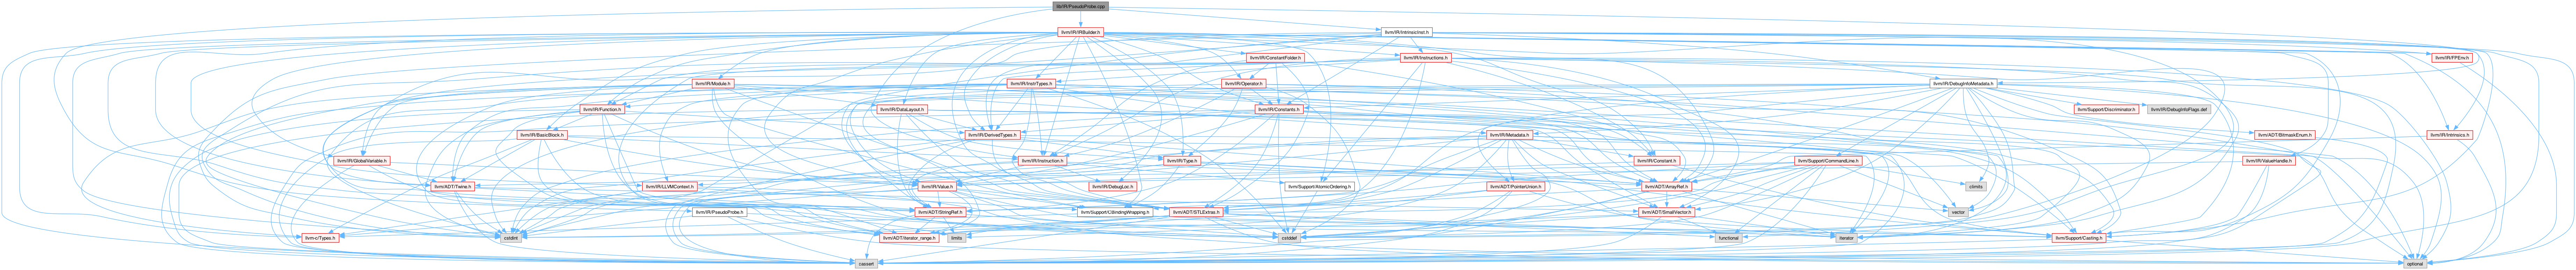 lib/IR/PseudoProbe.cpp
llvm/IR/IRBuilder.h
llvm/IR/IntrinsicInst.h
llvm/IR/ConstantFolder.h
llvm/IR/Instructions.h
llvm/IR/FPEnv.h
llvm/IR/Module.h
llvm/IR/InstrTypes.h
llvm/IR/Operator.h
llvm/IR/DebugInfoMetadata.h
llvm/IR/Function.h
llvm/IR/DataLayout.h
llvm/IR/Constants.h
llvm/Support/Discriminator.h
llvm/IR/DebugInfoFlags.def
llvm/IR/BasicBlock.h
llvm/IR/DerivedTypes.h
llvm/IR/Metadata.h
llvm/ADT/BitmaskEnum.h
llvm/IR/Intrinsics.h
llvm/IR/GlobalVariable.h
llvm/IR/Instruction.h
llvm/IR/Type.h
llvm/IR/Constant.h
llvm/Support/CommandLine.h
llvm/IR/ValueHandle.h
llvm/ADT/Twine.h
llvm/IR/LLVMContext.h
llvm/IR/Value.h
llvm/IR/DebugLoc.h
llvm/Support/AtomicOrdering.h
llvm/ADT/PointerUnion.h
llvm/ADT/ArrayRef.h
climits
llvm/IR/PseudoProbe.h
llvm/ADT/StringRef.h
llvm/Support/CBindingWrapping.h
llvm/ADT/STLExtras.h
llvm/ADT/SmallVector.h
vector
llvm-c/Types.h
cstdint
llvm/ADT/iterator_range.h
limits
cstddef
functional
iterator
llvm/Support/Casting.h
cassert
optional